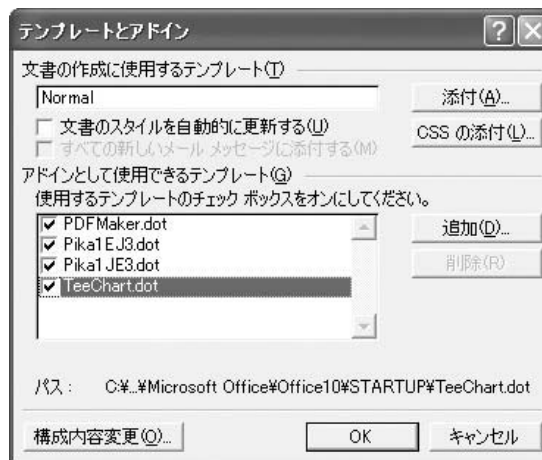 テンプレートとアドイン
文書の作成に使用するテンプレート(T)
Normal
添付(A)...
文書のスタイルを自動的に更新する(U)
CSS の添付(L)...
すべての新しいメール メッセージに添付する(M)
アドインとして使用できるテンプレート(G)
使用するテンプレートのチェック ボックスをオンにしてください。
PDFMaker.dot
追加(D)...
Pika1EJ3.dot
Pika1JE3.dot
削除(R)
TeeChart.dot
パス : C:¥...¥Microsoft Office¥Office10¥STARTUP¥TeeChart.dot
構成内容変更(O)...
OK
キャンセル